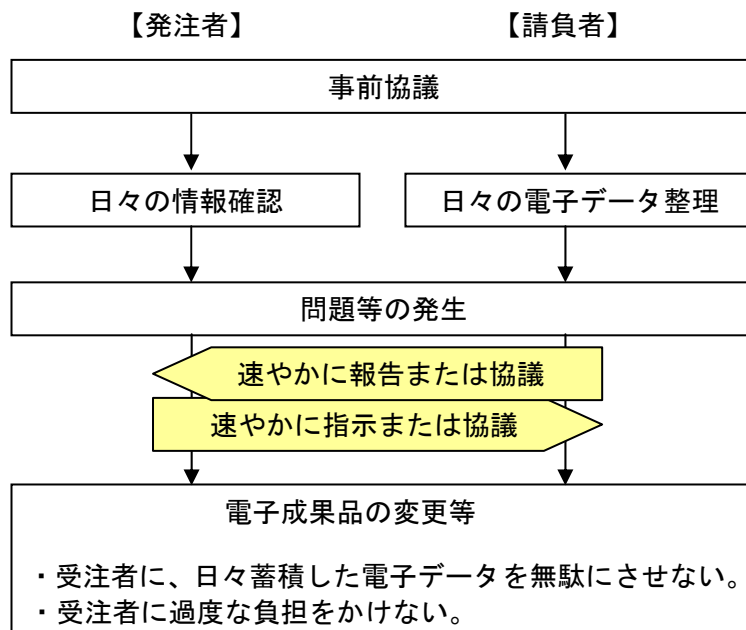 【発注者】
【請負者】
事前協議
日々の情報確認
日々の電子データ整理
問題等の発生
速やかに報告または協議
速やかに指示または協議
電子成果品の変更等
・受注者に、日々蓄積した電子データを無駄にさせない。
・受注者に過度な負担をかけない。